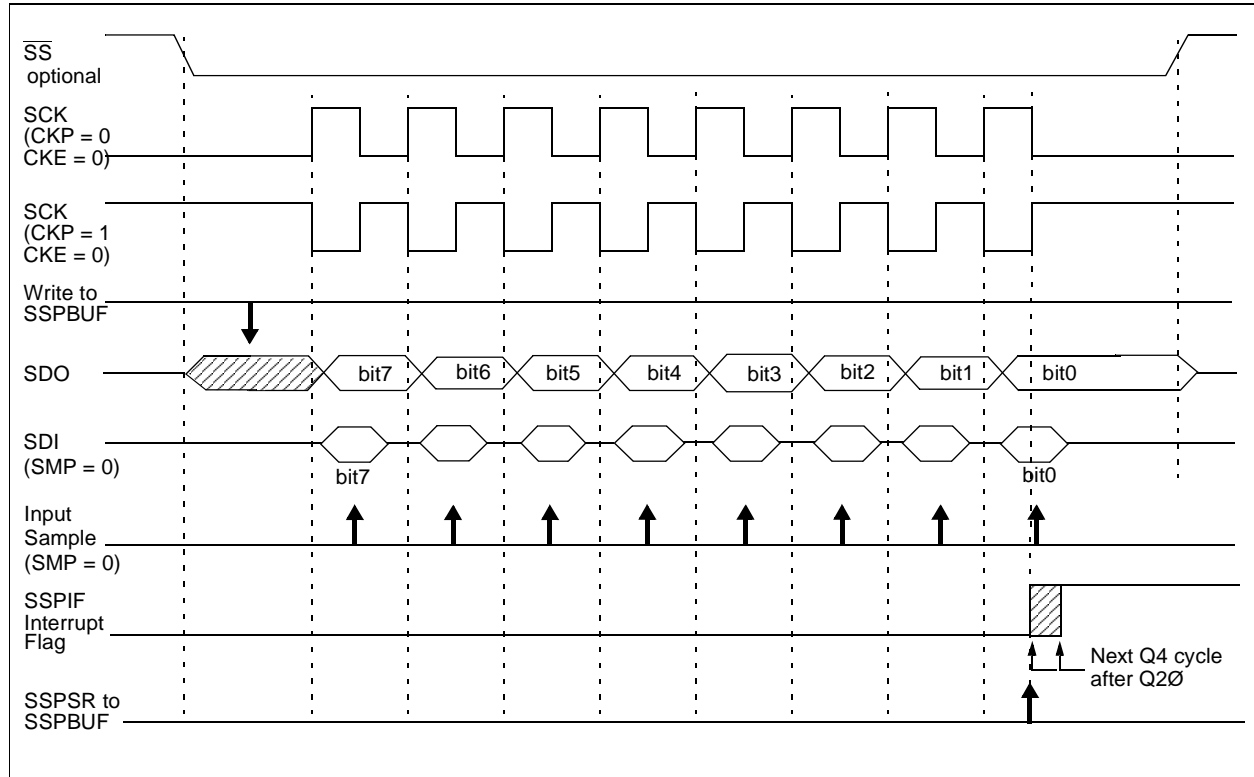 SS
optional
SCK
(CKP = 0
CKE = 0)
SCK
(CKP = 1
CKE = 0)
Write to
SSPBUF
SDO
bit7
bit6
bit5
bit4
bit3
bit2
bit1
bit0
SDI
(SMP = 0)
bit7
bit0
Input
Sample
(SMP = 0)
SSPIF
Interrupt
Flag
Next Q4 cycle
after Q2Ø
SSPSR to
SSPBUF